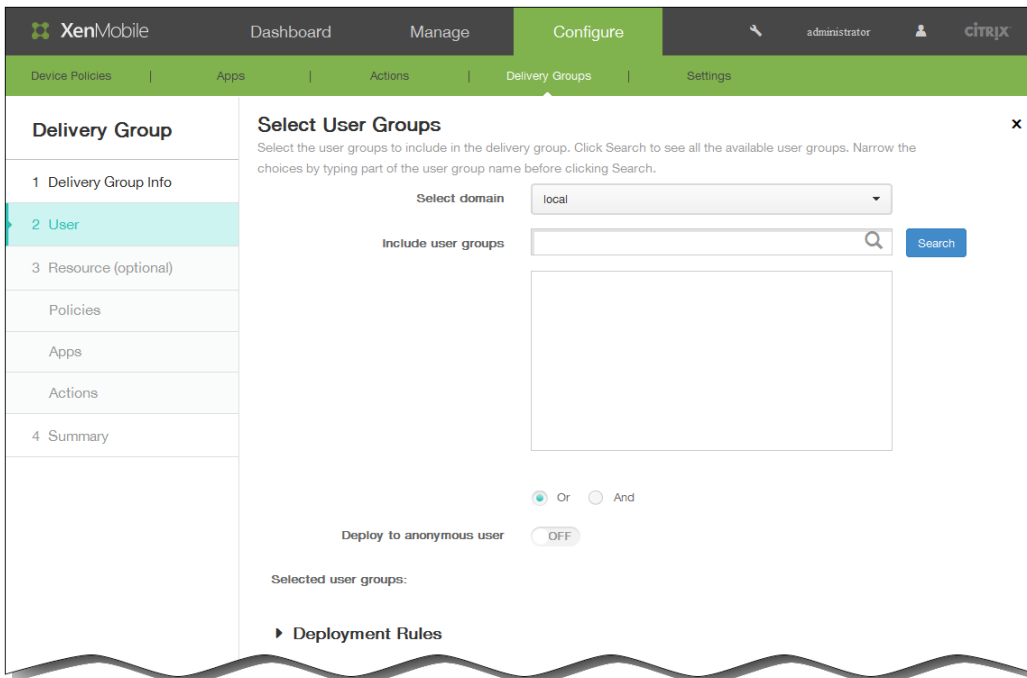 XenMobile Dashboard Manage Configure administrator CITRIX
Device Policies | Apps | Actions | Delivery Groups | Settings
Delivery Group
1 Delivery Group Info
2 User
3 Resource (optional)
Policies
Apps
Actions
4 Summary
Select User Groups
x
Select the user groups to include in the delivery group. Click Search to see all the available user groups. Narrow the
choices by typing part of the user group name before clicking Search.
Select domain local
Include user groups Search
Or And
Deploy to anonymous user OFF
Selected user groups:
Deployment Rules